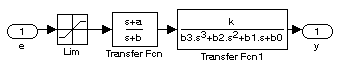 1
e
Lim
s+a
s+b
Transfer Fcn
k
b3.s³+b2.s²+b1.s+b0
Transfer Fcn1
1
y